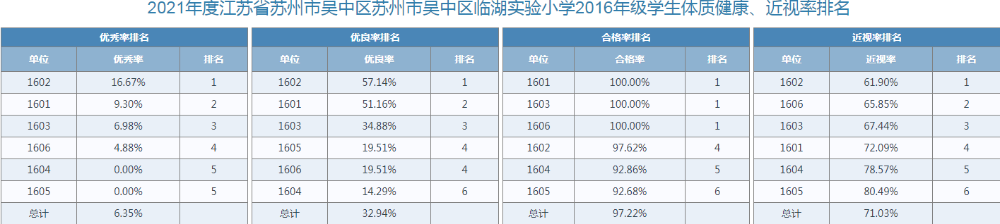 2021年度江苏省苏州市吴中区苏州市吴中区临湖实验小学2016年级学生体质健康、近视率排名
优秀率排名 优良率排名 合格率排名 近视率排名
单位 优秀率 排名 单位 优良率 排名 单位 合格率 排名 单位 近视率 排名
1602 16.67% 1 1602 57.14% 1 1601 100.00% 1 1602 61.90% 1
1601 9.30% 2 1601 51.16% 2 1603 100.00% 1 1606 65.85% 2
1603 6.98% 3 1603 34.88% 3 1606 100.00% 1 1603 67.44% 3
1606 4.88% 4 1605 19.51% 4 1602 97.62% 4 1601 72.09% 4
1604 0.00% 5 1606 19.51% 4 1604 92.86% 5 1604 78.57% 5
1605 0.00% 5 1604 14.29% 6 1605 92.68% 6 1605 80.49% 6
总计 6.35% 总计 32.94% 总计 97.22% 总计 71.03%